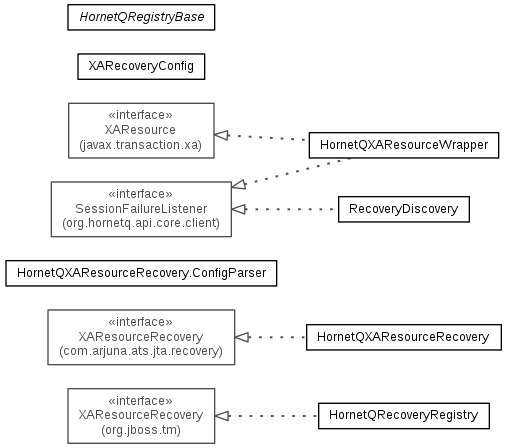 HornetQRegistryBase
XARecoveryConfig
«interface»
XAResource
(javax.transaction.xa)
HornetQXAResourceWrapper
«interface»
SessionFailureListener
(org.hornetq.api.core.client)
RecoveryDiscovery
HornetQXAResourceRecovery.ConfigParser
«interface»
XAResourceRecovery
(com.arjuna.ats.jta.recovery)
HornetQXAResourceRecovery
«interface»
XAResourceRecovery
(org.jboss.tm)
HornetQRecoveryRegistry